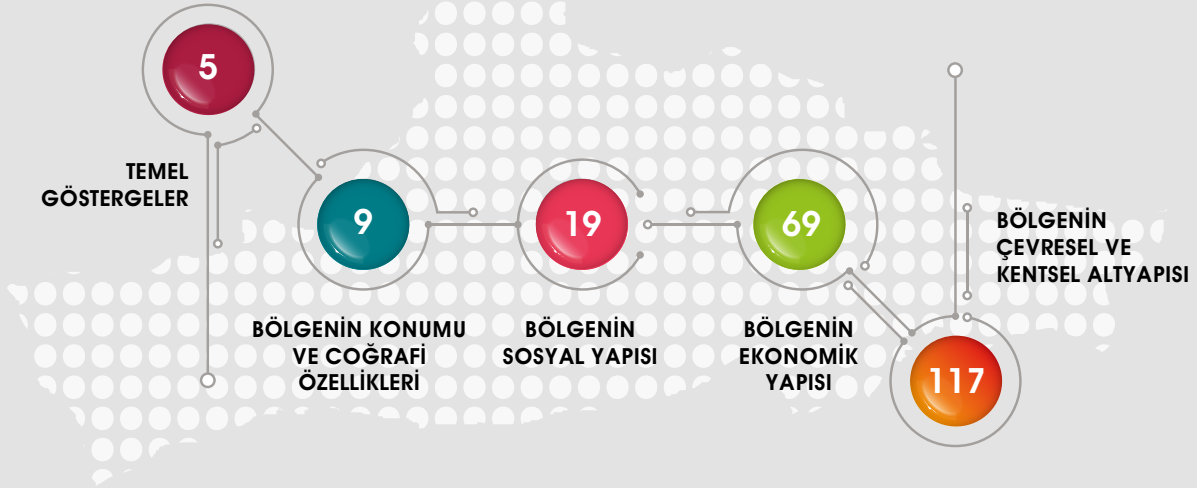 5
TEMEL
GÖSTERGELER
9
BÖLGENİN KONUMU
VE COĞRAFİ
ÖZELLİKLERİ
19
BÖLGENİN
SOSYAL YAPISI
69
BÖLGENİN
EKONOMİK
YAPISI
117
BÖLGENİN
ÇEVRESEL VE
KENTSEL ALTYAPISI